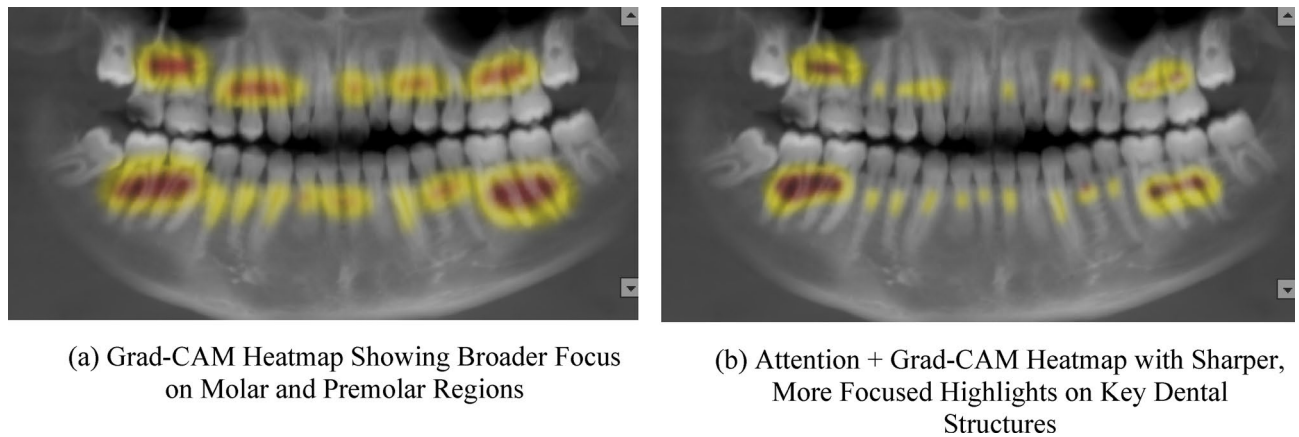 (a) Grad-CAM Heatmap Showing Broader Focus
on Molar and Premolar Regions
(b) Attention + Grad-CAM Heatmap with Sharper,
More Focused Highlights on Key Dental
Structures